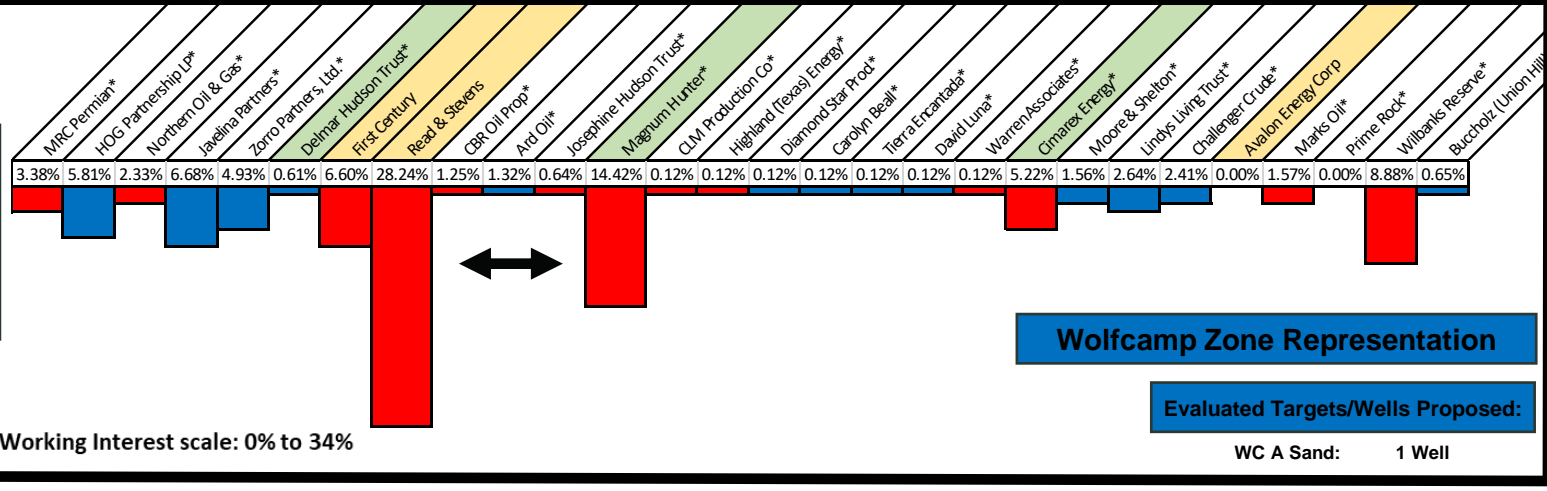 MRC Permian*
HOG Partnership LP*
Northern Oil & Gas*
Javelina Partners*
Zorro Partners, Ltd.*
Delmar Hudson Trust*
First Century
Read & Stevens
CBR Oil Prop*
Ard Oil*
Josephine Hudson Trust*
Magnum Hunter*
CLM Production Co*
Highland (Texas) Energy*
Diamond Star Prod*
Carolyn Beall*
Tierra Encantada*
David Luna*
Warren Associates*
Cimarex Energy*
Moore & Shelton*
Lindys Living Trust*
Challenger Crude*
Avalon Energy Corp
Marks Oil*
Prime Rock*
Wilbanks Reserve*
Buccholz (Union Hill
3.38% 5.81% 2.33% 6.68% 4.93% 0.61% 6.60% 28.24% 1.25% 1.32% 0.64% 14.42% 0.12% 0.12% 0.12% 0.12% 0.12% 0.12% 0.12% 5.22% 1.56% 2.64% 2.41% 0.00% 1.57% 0.00% 8.88% 0.65%
Wolfcamp Zone Representation
Evaluated Targets/Wells Proposed:
Working Interest scale: 0% to 34%
WC A Sand: 1 Well